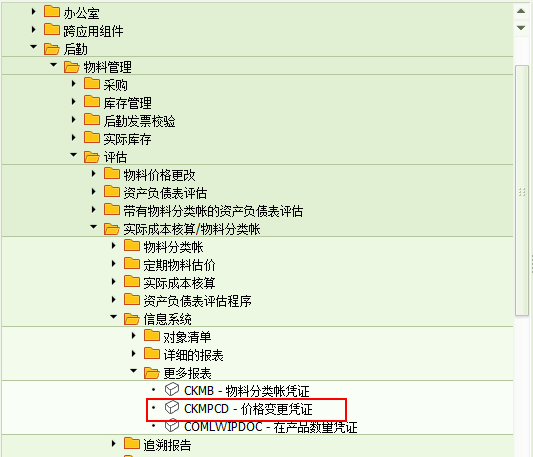 办公室
跨应用组件
后勤
物料管理
采购
库存管理
后勤发票校验
实际库存
评估
物料价格更改
资产负债表评估
带有物料分类帐的资产负债表评估
实际成本核算/物料分类帐
物料分类帐
定期物料估价
实际成本核算
资产负债表评估程序
信息系统
对象清单
详细的报表
更多报表
CKMB - 物料分类帐凭证
CKMPCD - 价格变更凭证
COMLWIPDOC - 在产品数量凭证
追溯报告